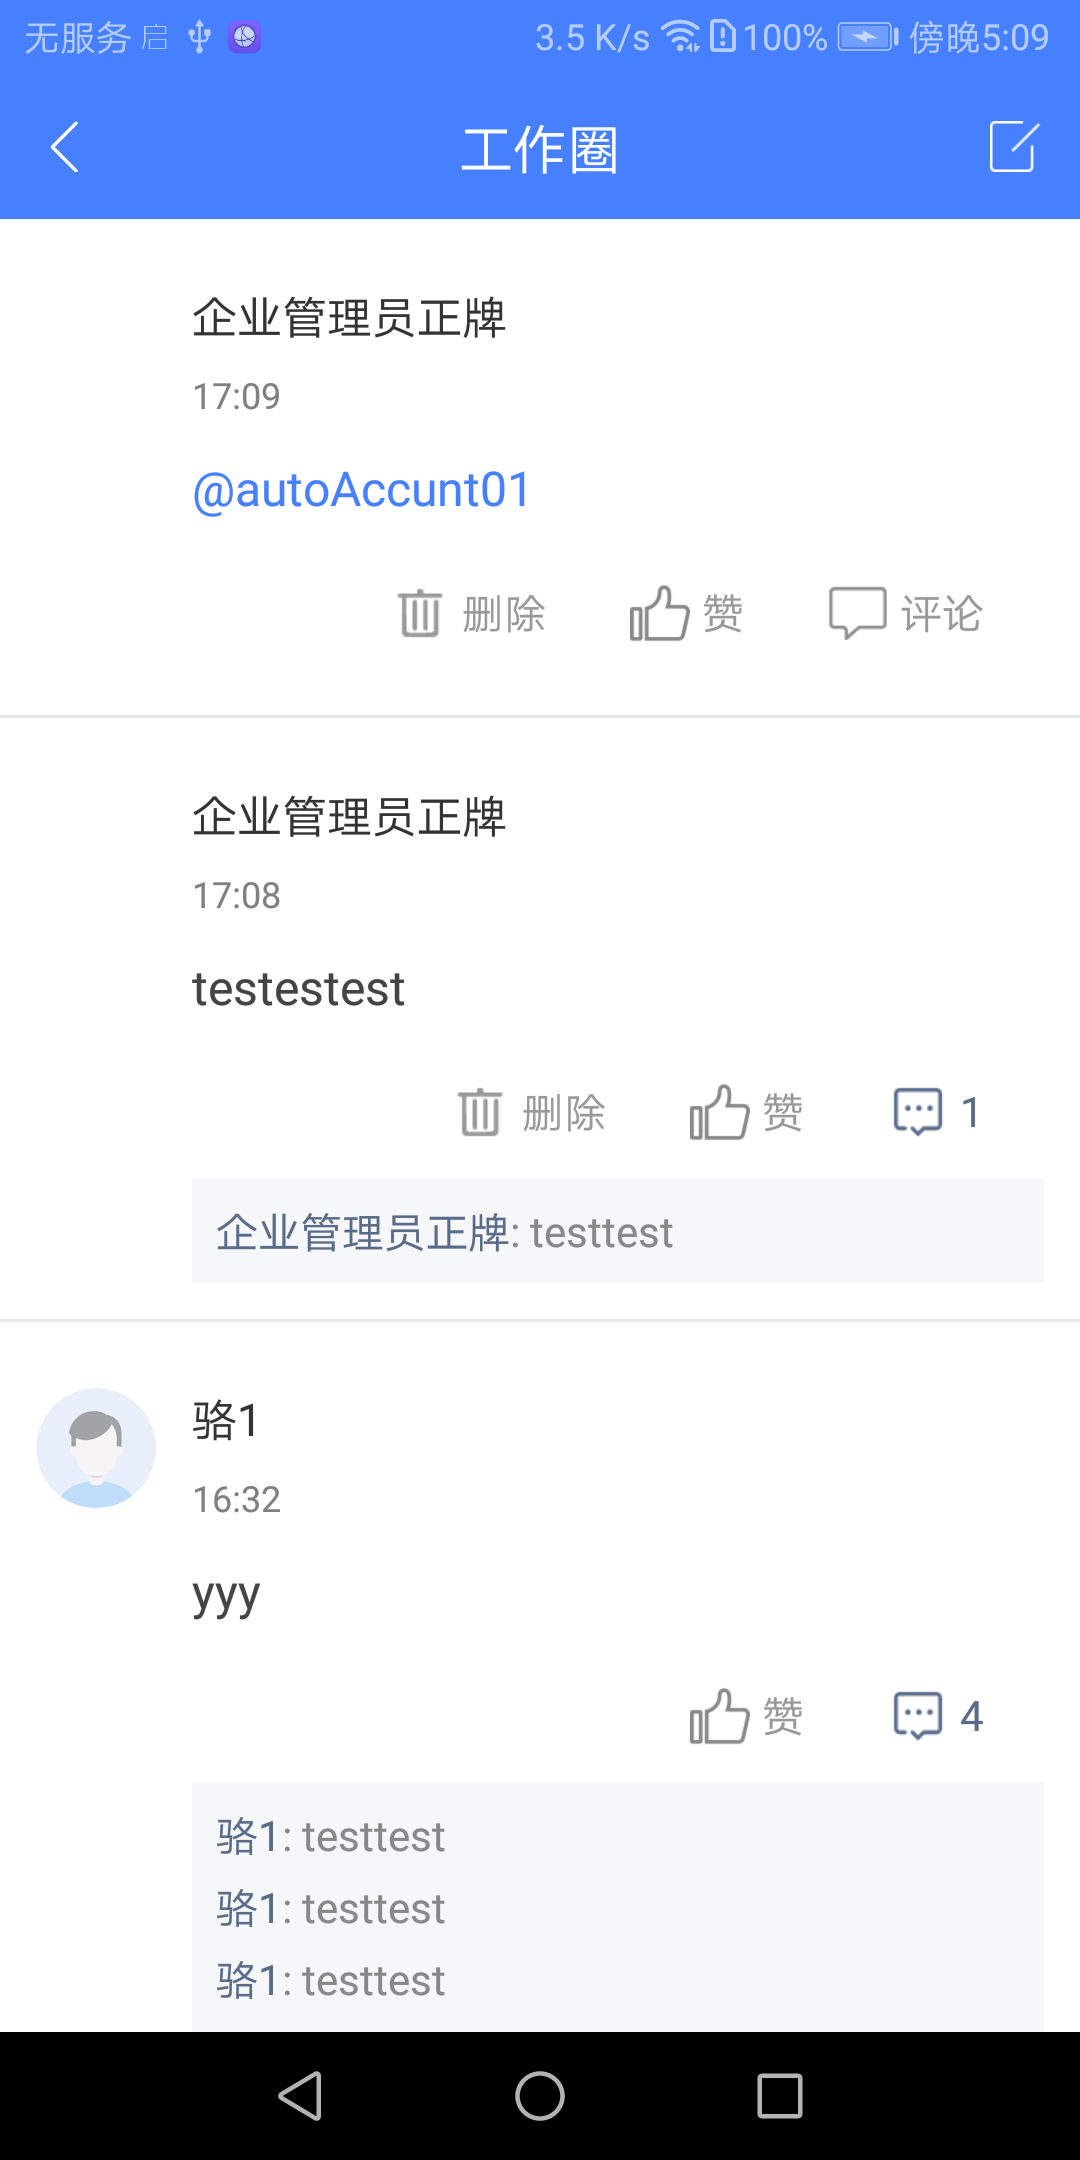 无服务 3.5 K/s 100% 傍晚5:09
工作圈
企业管理员正牌
17:09
@autoAccunt01
删除 赞 评论
企业管理员正牌
17:08
testestest
删除 赞 1
企业管理员正牌: testtest
骆1
16:32
yyy
赞 4
骆1: testtest
骆1: testtest
骆1: testtest